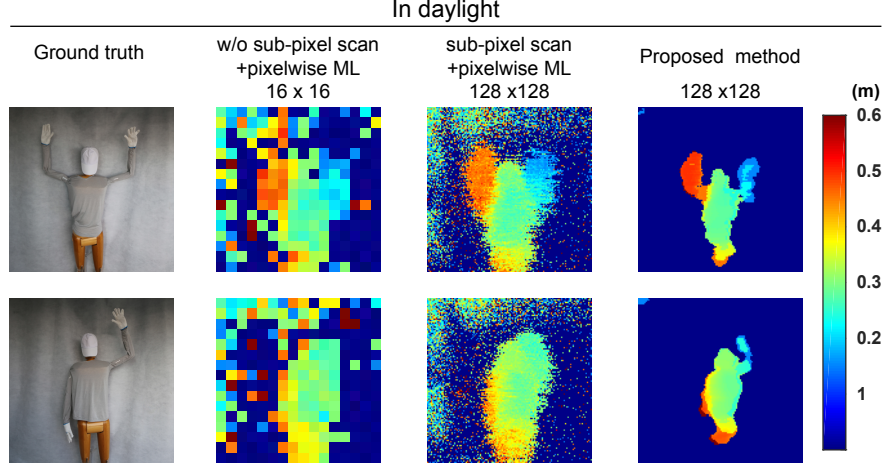 In daylight
Ground truth
w/o sub-pixel scan
+pixelwise ML
16 x 16
sub-pixel scan
+pixelwise ML
128 x128
Proposed method
128 x128
(m)
0.6
0.5
0.4
0.3
0.2
1